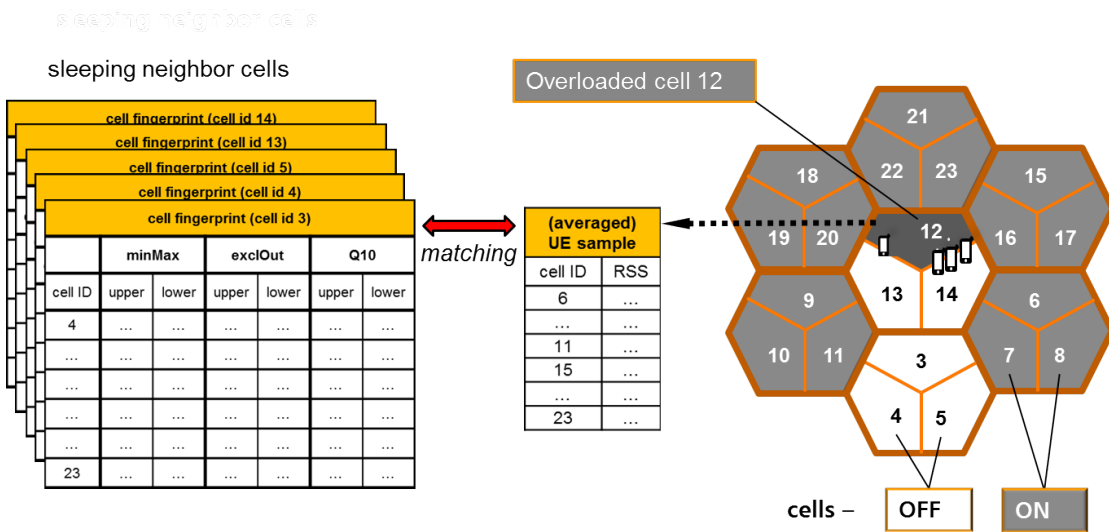 sleeping neighbor cells
sleeping neighbor cells
cell fingerprint (cell id 14)
cell fingerprint (cell id 13)
cell fingerprint (cell id 5)
cell fingerprint (cell id 4)
cell fingerprint (cell id 3)
minMax exclOut Q10
cell ID upper lower upper lower upper lower
4 ... ... ... ... ... ...
... ... ... ... ... ... ...
... ... ... ... ... ... ...
... ... ... ... ... ... ...
... ... ... ... ... ... ...
23 ... ... ... ... ... ...
matching
(averaged)
UE sample
cell ID RSS
6 ...
... ...
11 ...
15 ...
... ...
23 ...
Overloaded cell 12
21
22 23
18
19 20
15
16 17
12
13 14
9
10 11
6
7 8
3
4 5
cells – OFF ON